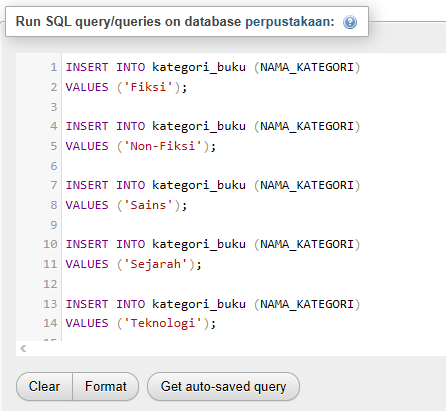 Run SQL query/queries on database perpustakaan:
1 INSERT INTO kategori_buku (NAMA_KATEGORI)
2 VALUES ('Fiksi');
3
4 INSERT INTO kategori_buku (NAMA_KATEGORI)
5 VALUES ('Non-Fiksi');
6
7 INSERT INTO kategori_buku (NAMA_KATEGORI)
8 VALUES ('Sains');
9
10 INSERT INTO kategori_buku (NAMA_KATEGORI)
11 VALUES ('Sejarah');
12
13 INSERT INTO kategori_buku (NAMA_KATEGORI)
14 VALUES ('Teknologi');
Clear Format Get auto-saved query